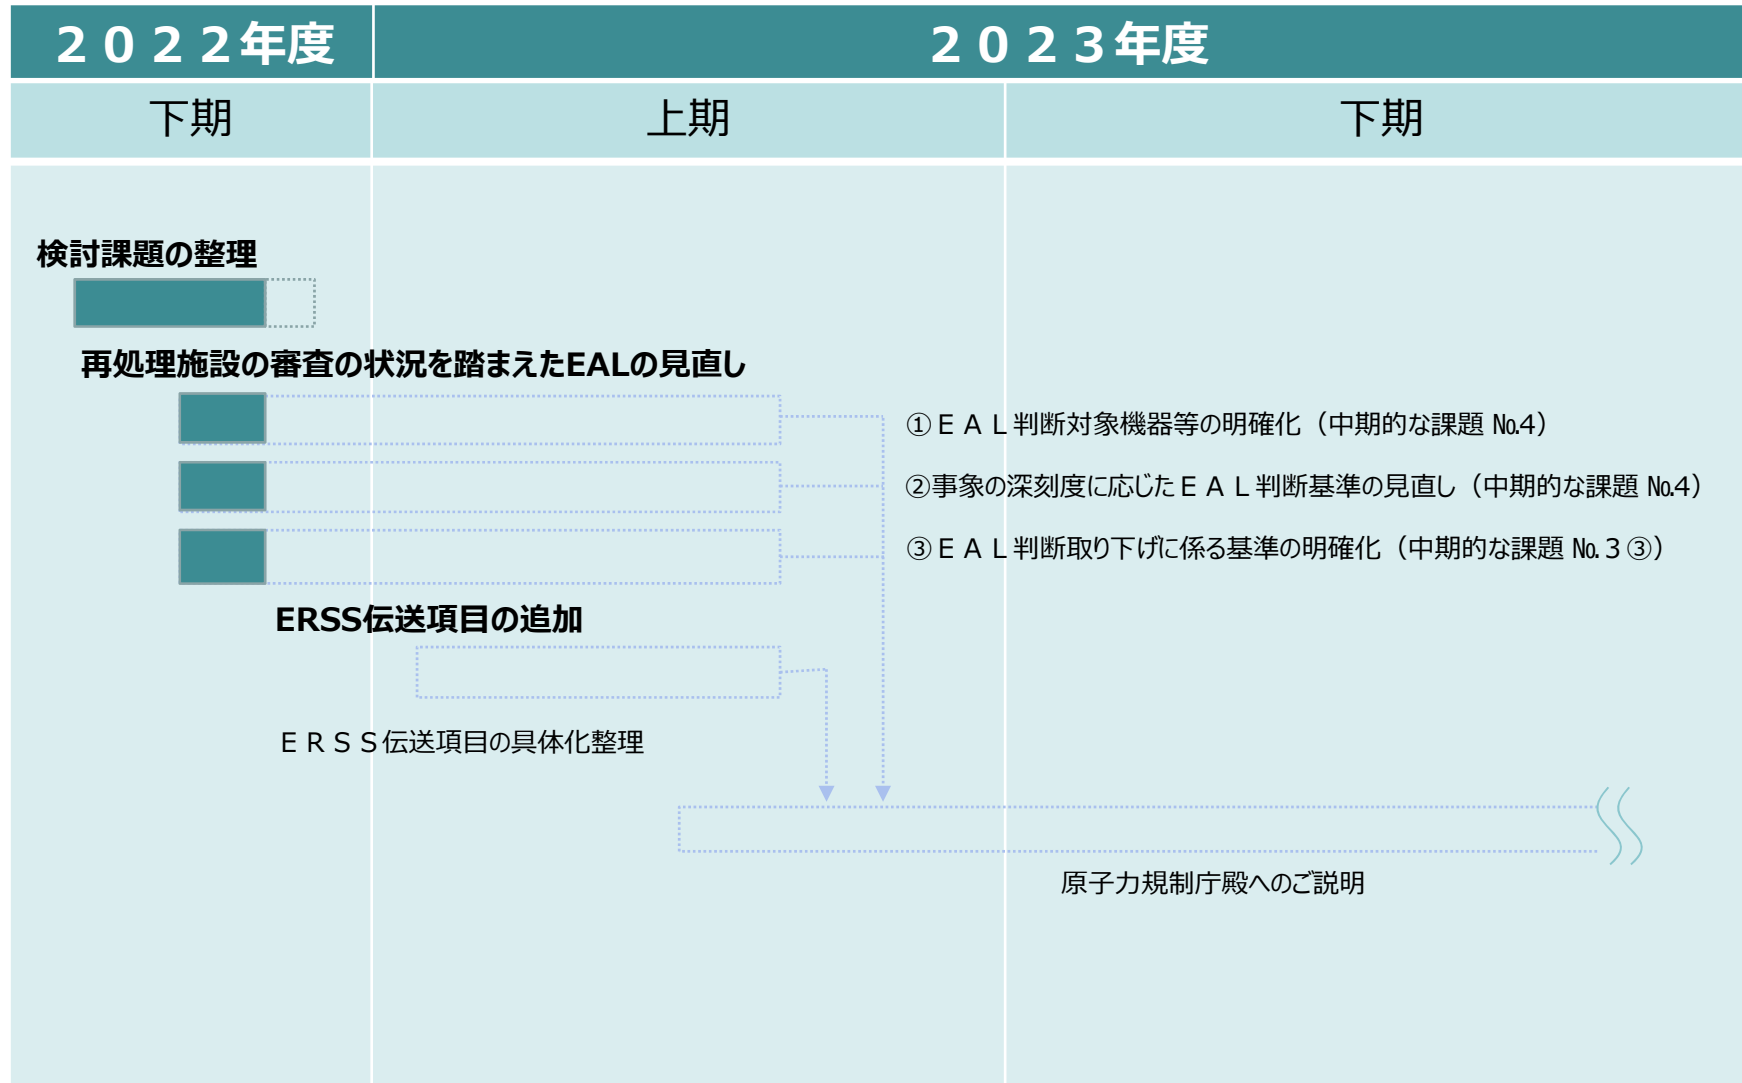 ２０２２年度
２０２３年度
下期
上期
下期
検討課題の整理
再処理施設の審査の状況を踏まえたEALの見直し
①ＥＡＬ判断対象機器等の明確化（中期的な課題 №4）
②事象の深刻度に応じたＥＡＬ判断基準の見直し（中期的な課題 №4）
③ＥＡＬ判断取り下げに係る基準の明確化（中期的な課題 №３③）
ERSS伝送項目の追加
ＥＲＳＳ伝送項目の具体化整理
原子力規制庁殿へのご説明